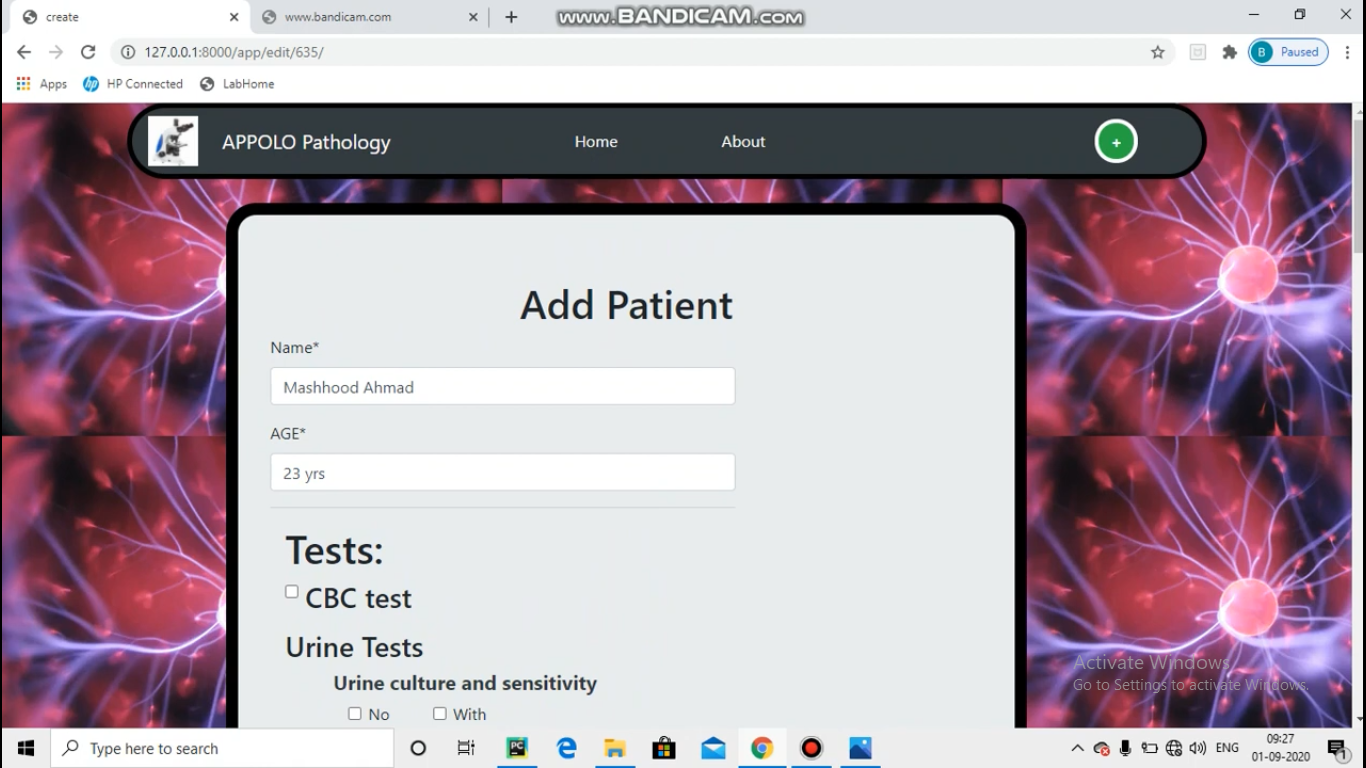 create
www.bandicam.com
www.BANDICAM.com
127.0.0.1:8000/app/edit/635/
B Paused
Apps HP Connected LabHome
APPOLO Pathology Home About +
Add Patient
Name*
Mashhood Ahmad
AGE*
23 yrs
Tests:
CBC test
Urine Tests
Urine culture and sensitivity
No With
Activate Windows
Go to Settings to activate Windows.
Type here to search
PC
ENG
09:27
01-09-2020
1